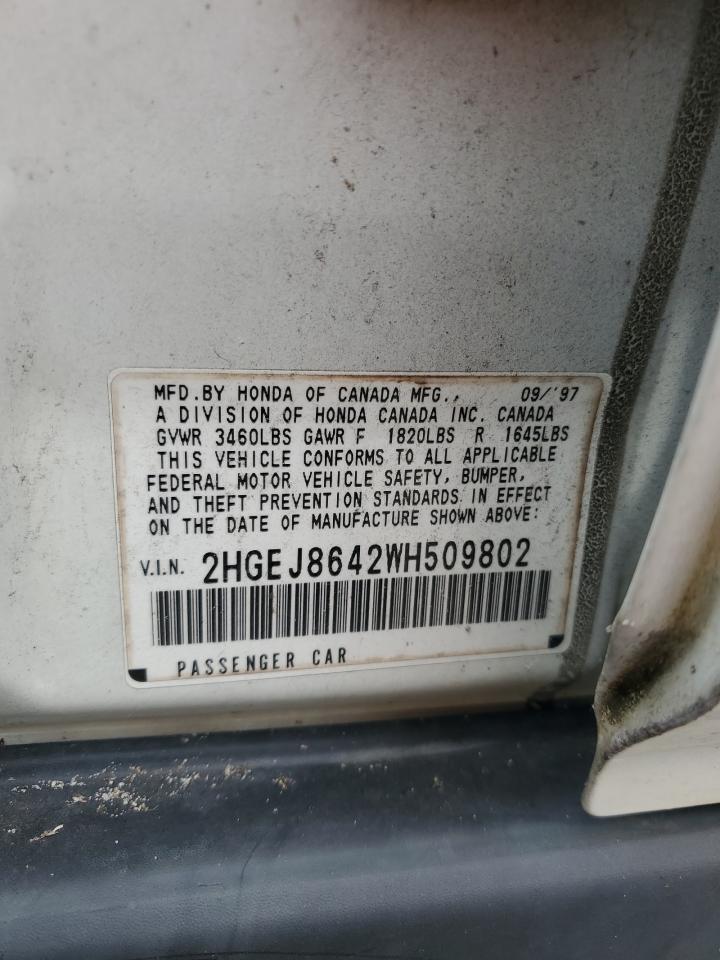 MFD.BY HONDA OF CANADA MFG., 09/'97
A DIVISION OF HONDA CANADA INC. CANADA
GVWR 3460LBS GAWR F 1820LBS R 1645LBS
THIS VEHICLE CONFORMS TO ALL APPLICABLE
FEDERAL MOTOR VEHICLE SAFETY, BUMPER,
AND THEFT PREVENTION STANDARDS IN EFFECT
ON THE DATE OF MANUFACTURE SHOWN ABOVE:
V.I.N. 2HGEJ8642WH509802
PASSENGER CAR